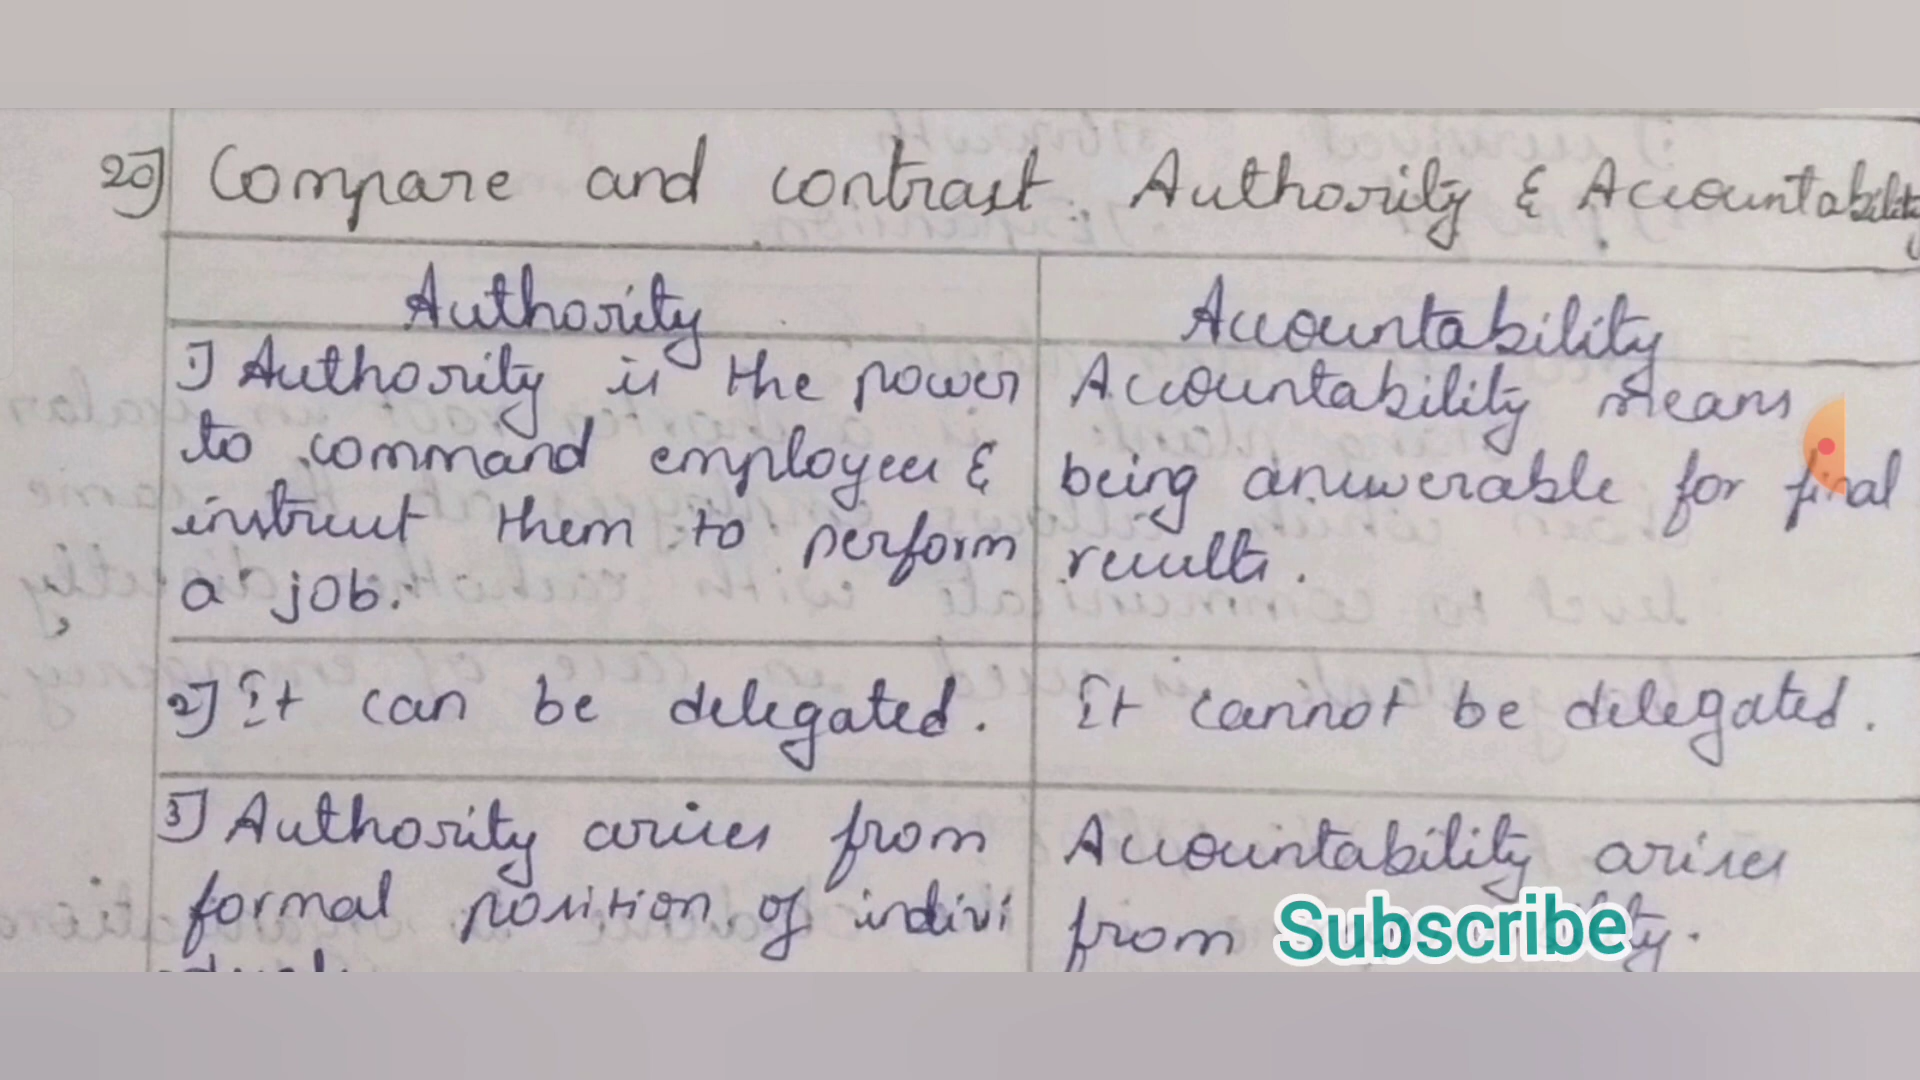 20] Compare and contrast Authority & Accountability
Authority
Accountability
1] Authority is the power
to command employees &
instruct them to perform
a job.
Accountability means
being answerable for final
results.
2] It can be delegated.
It cannot be delegated.
3] Authority arises from
formal position of indivi
Accountability arises
from
Subscribe